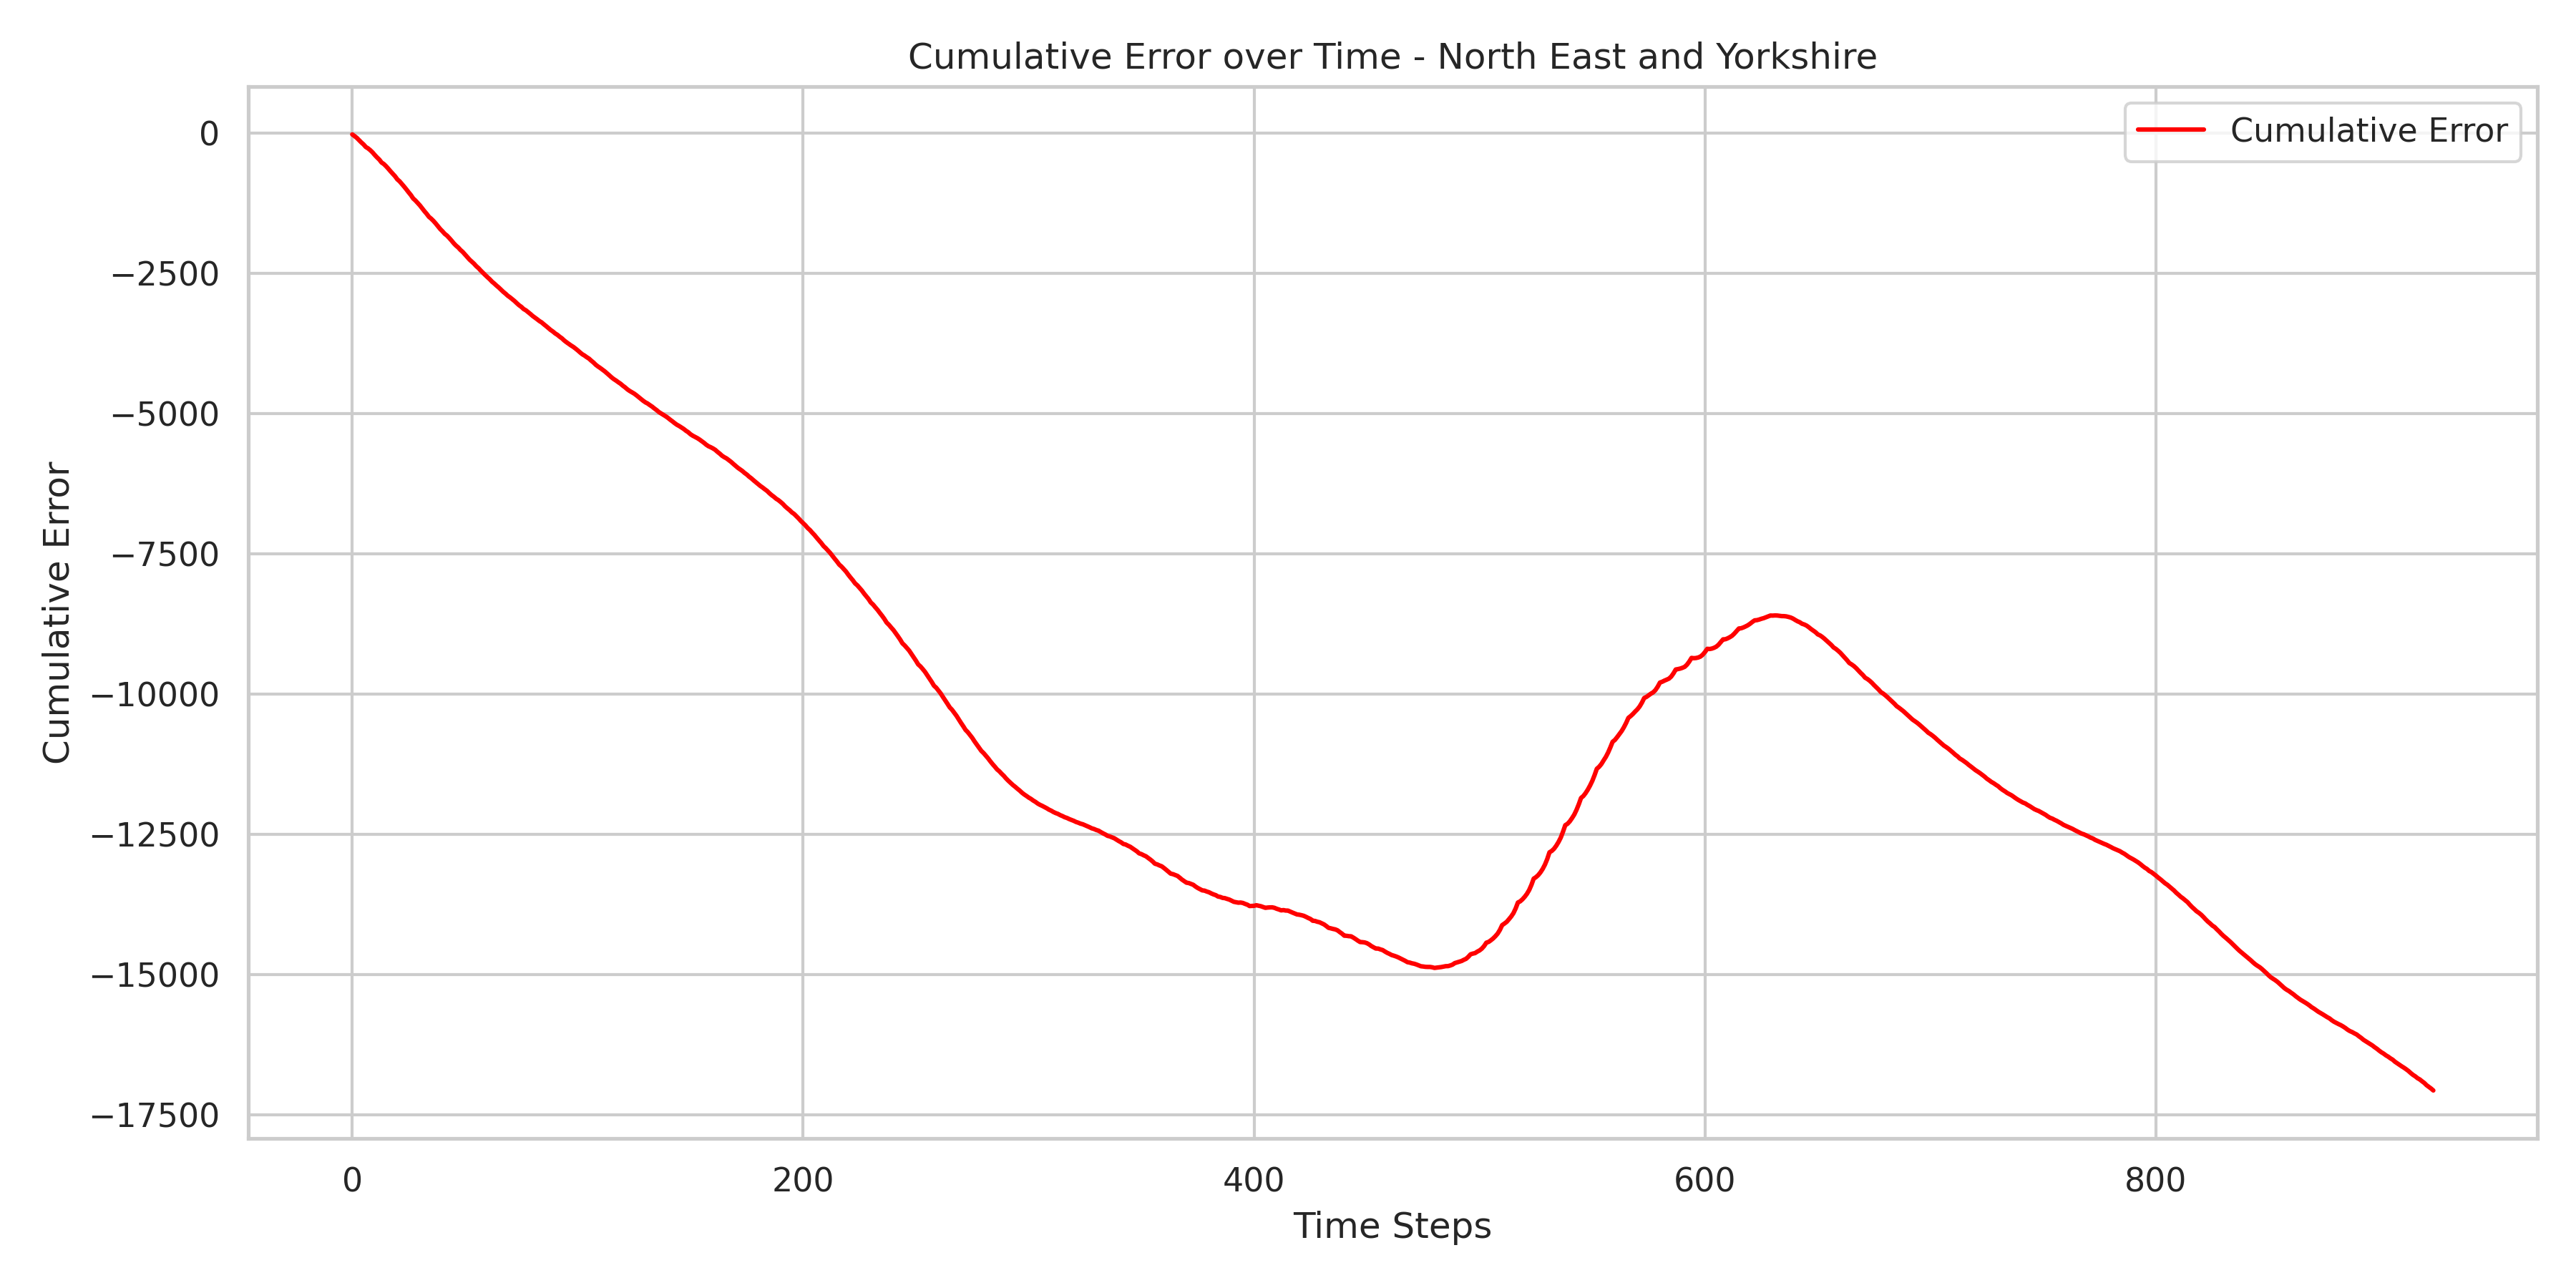 Cumulative Error over Time - North East and Yorkshire
Cumulative Error
0
−2500
−5000
−7500
−10000
−12500
−15000
−17500
Cumulative Error
0 200 400 600 800
Time Steps